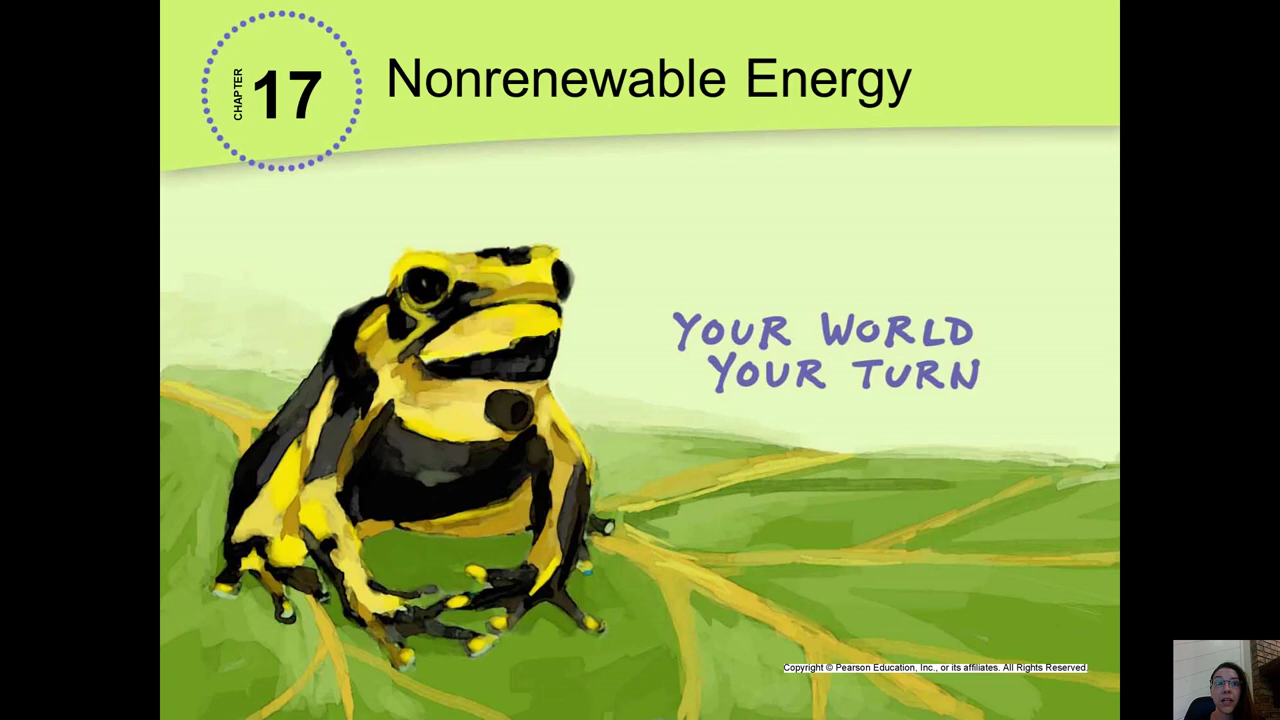 CHAPTER
17
Nonrenewable Energy
YOUR WORLD
YOUR TURN
Copyright © Pearson Education, Inc., or its affiliates. All Rights Reserved.